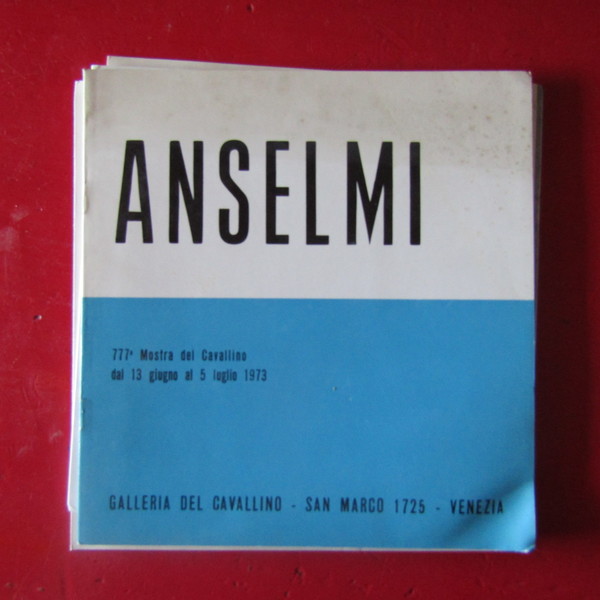 ANSELMI
777ª Mostra del Cavallino
dal 13 giugno al 5 luglio 1973
GALLERIA DEL CAVALLINO - SAN MARCO 1725 - VENEZIA